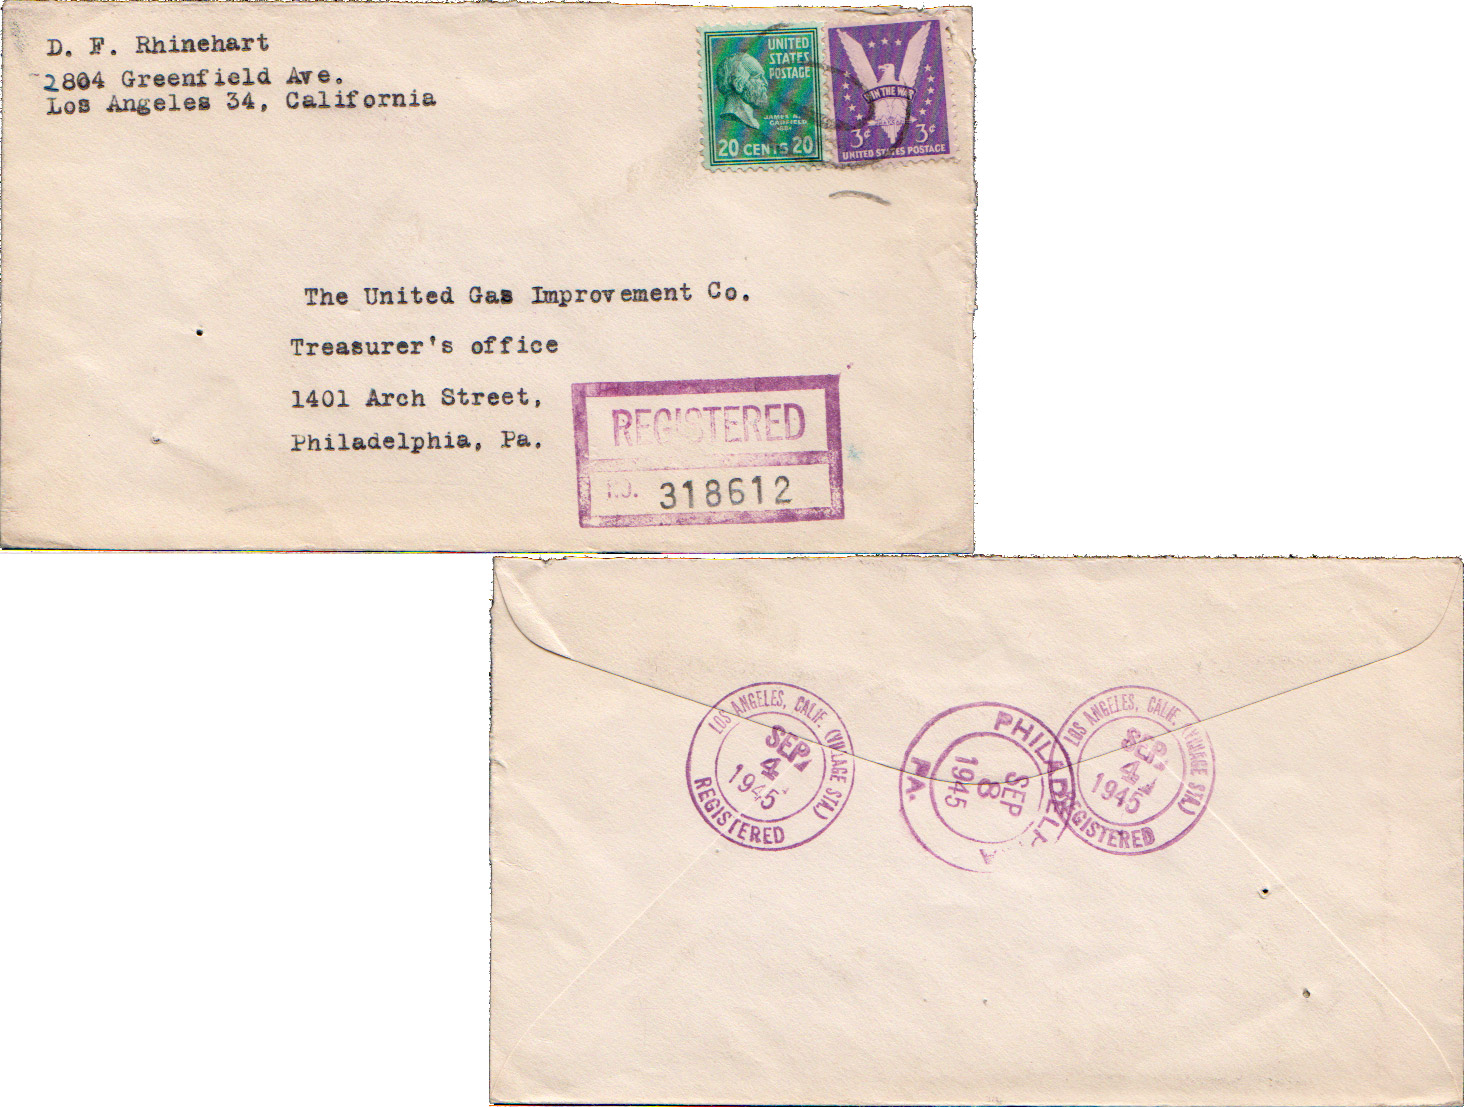 D. F. Rhinehart
2804 Greenfield Ave.
Los Angeles 34, California
UNITED
STATES
POSTAGE
JAMES A.
GARFIELD
20 CENTS 20
WIN THE WAR
3¢ 3¢
UNITED STATES POSTAGE
The United Gas Improvement Co.
Treasurer's office
1401 Arch Street,
Philadelphia, Pa.
REGISTERED
NO. 318612
LOS ANGELES, CALIF. (VILLAGE STA.)
SEP
4
1945
REGISTERED
PHILADELPHIA
PA.
SEP
8
1945
LOS ANGELES, CALIF. (VILLAGE STA.)
SEP
4
1945
REGISTERED